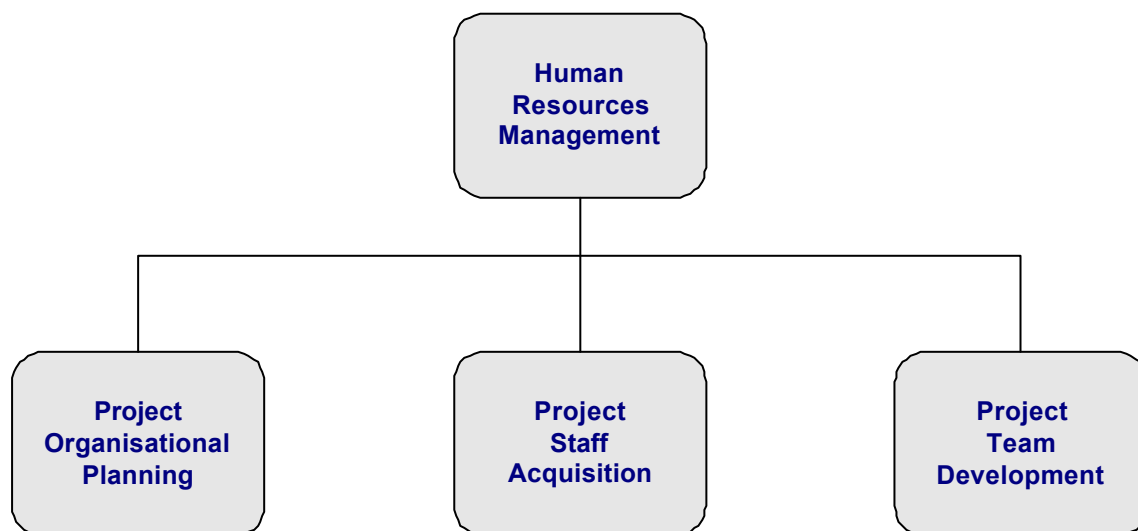 Human
Resources
Management
Project
Organisational
Planning
Project
Staff
Acquisition
Project
Team
Development